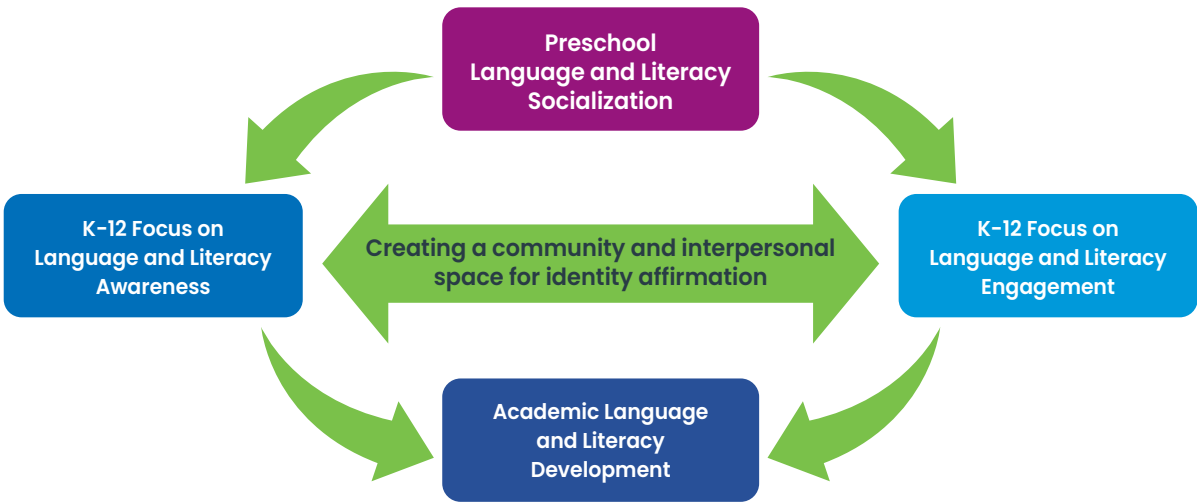 Preschool
Language and Literacy
Socialization
K-12 Focus on
Language and Literacy
Awareness
Creating a community and interpersonal
space for identity affirmation
K-12 Focus on
Language and Literacy
Engagement
Academic Language
and Literacy
Development